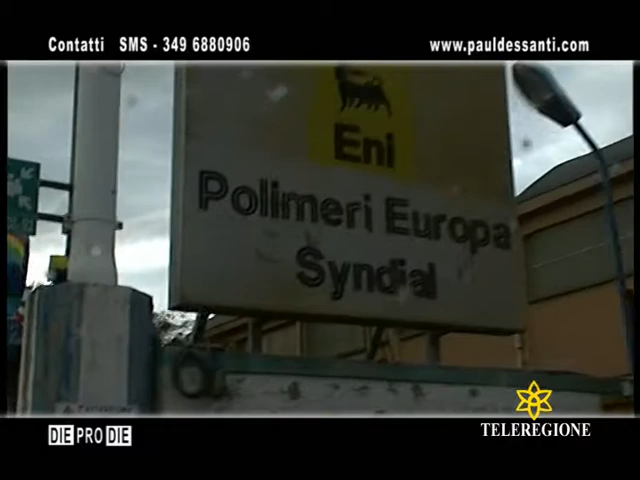 Contatti SMS - 349 6880906
www.pauldessanti.com
Eni
Polimeri Europa
Syndial
DIE PRO DIE
TELEREGIONE